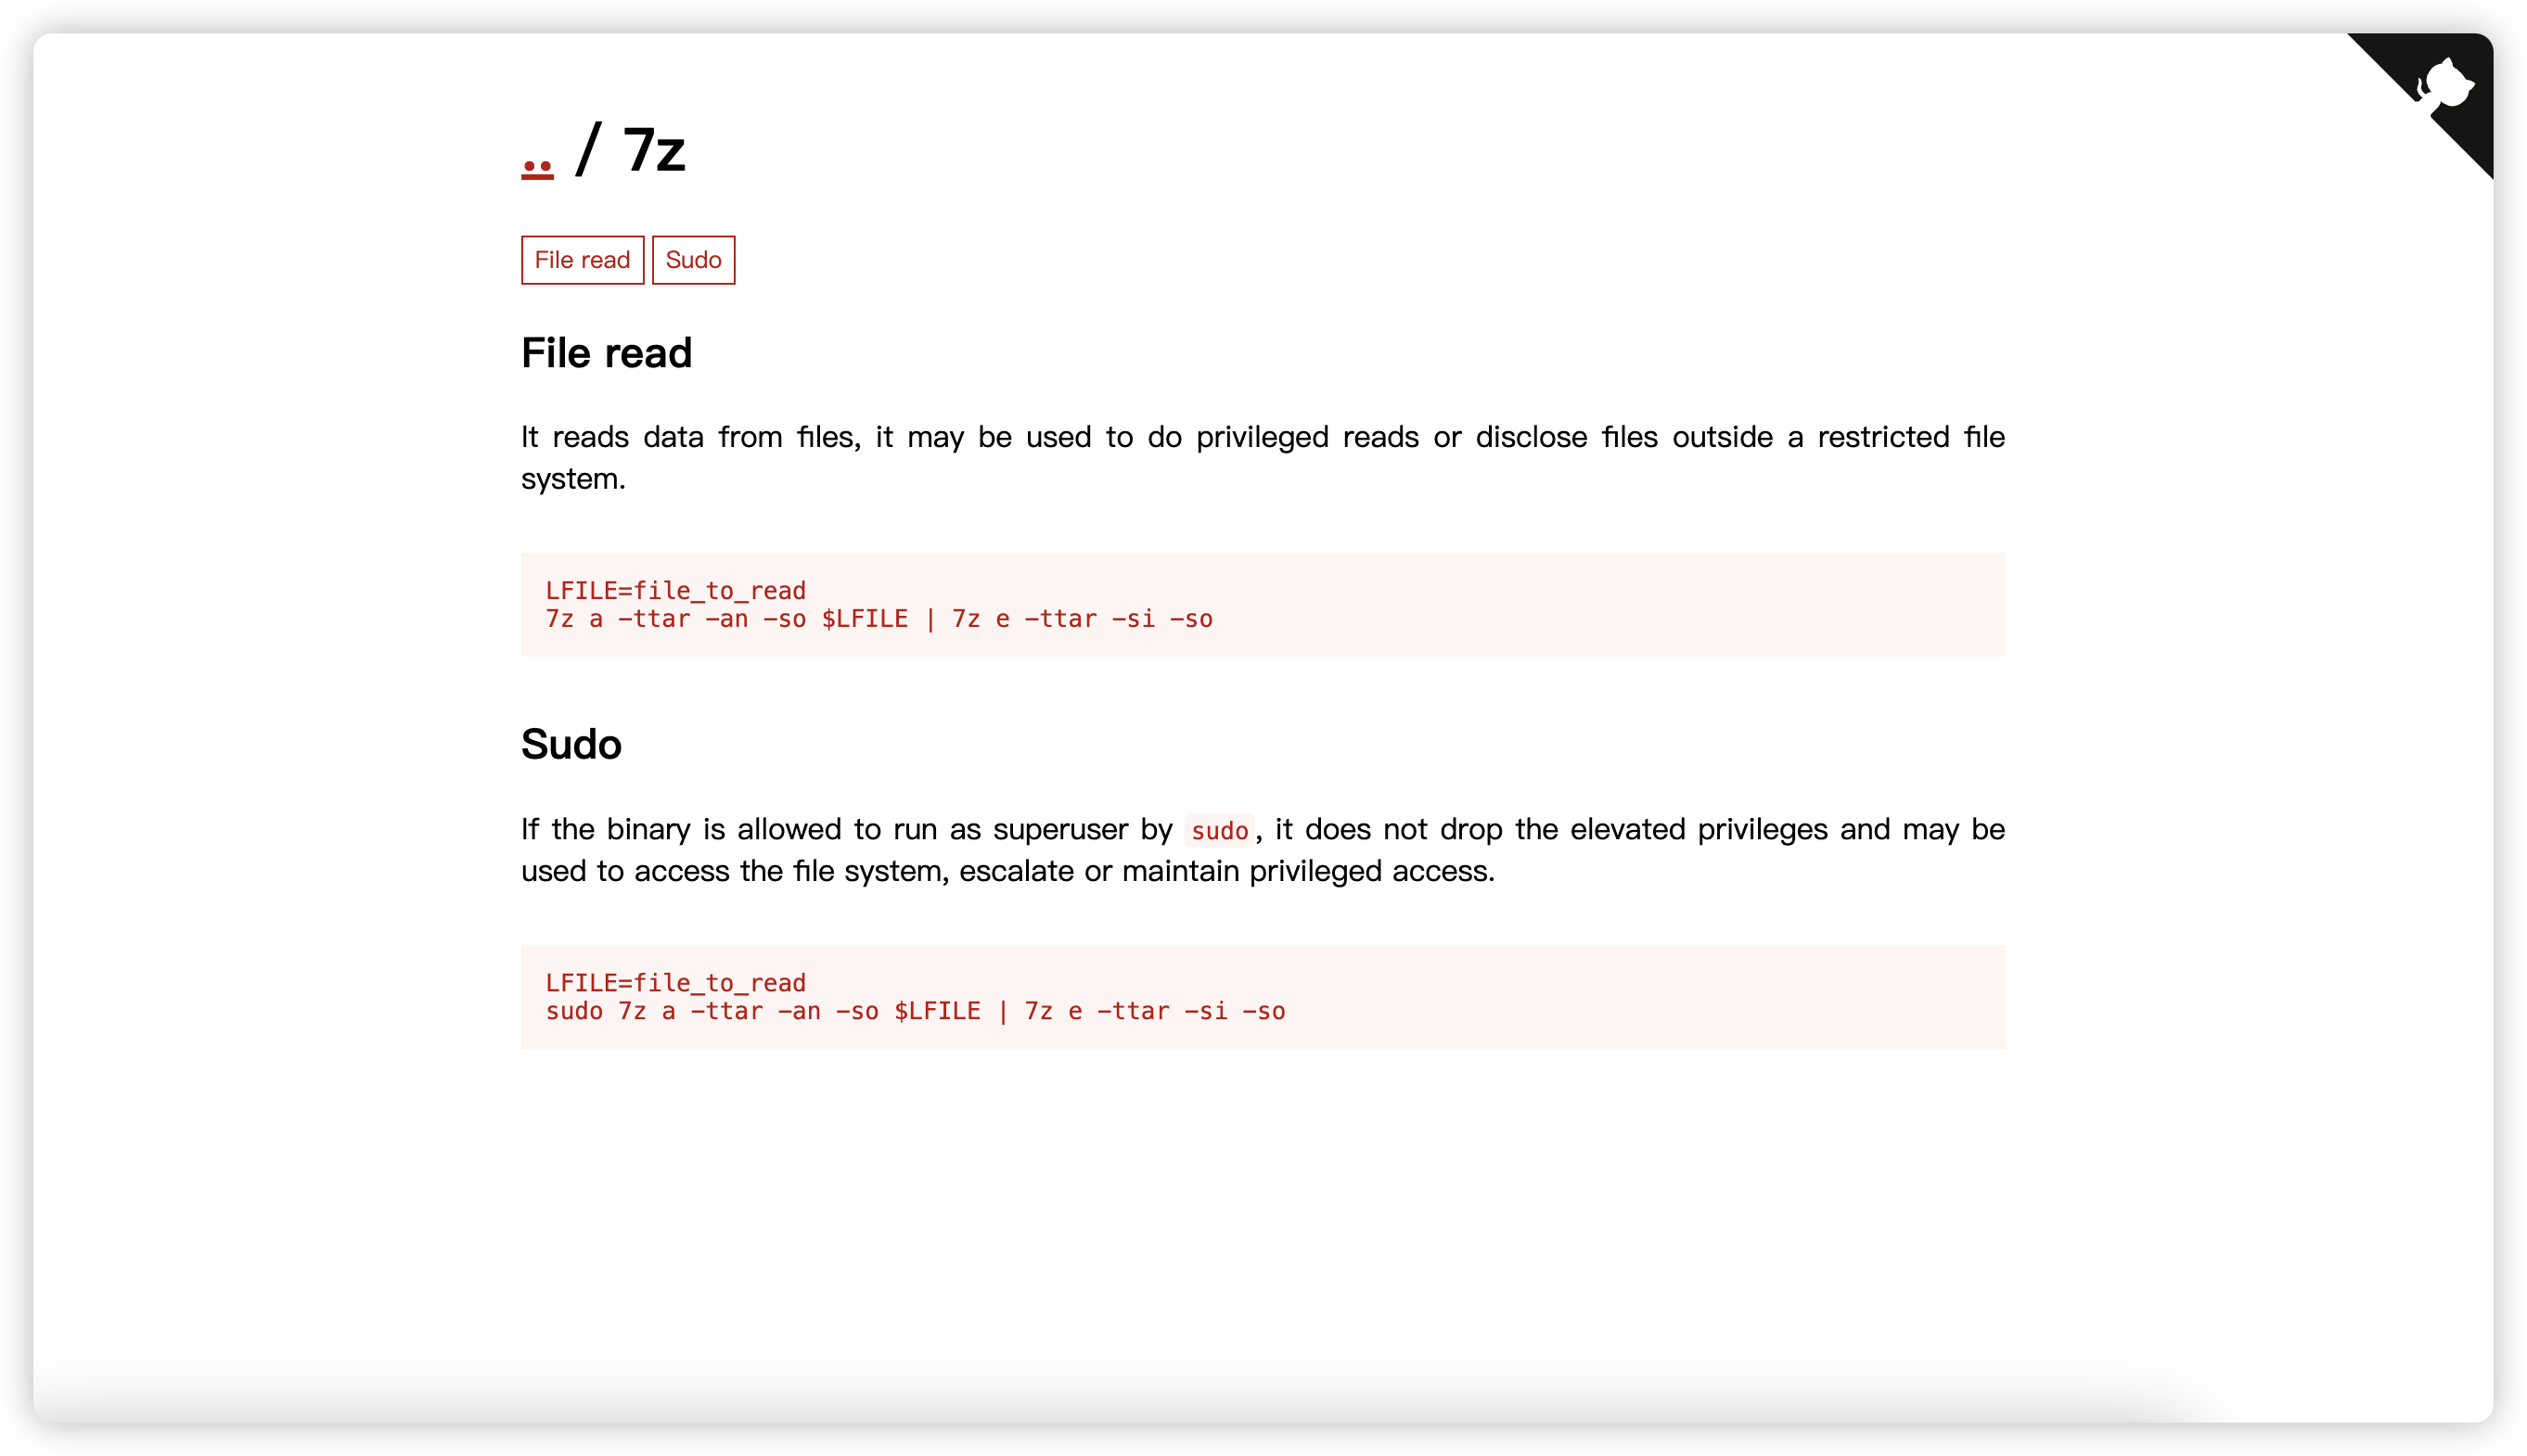 .. / 7z
File read Sudo
File read
It reads data from files, it may be used to do privileged reads or disclose files outside a restricted file
system.
LFILE=file_to_read
7z a -ttar -an -so $LFILE | 7z e -ttar -si -so
Sudo
If the binary is allowed to run as superuser by sudo, it does not drop the elevated privileges and may be
used to access the file system, escalate or maintain privileged access.
LFILE=file_to_read
sudo 7z a -ttar -an -so $LFILE | 7z e -ttar -si -so